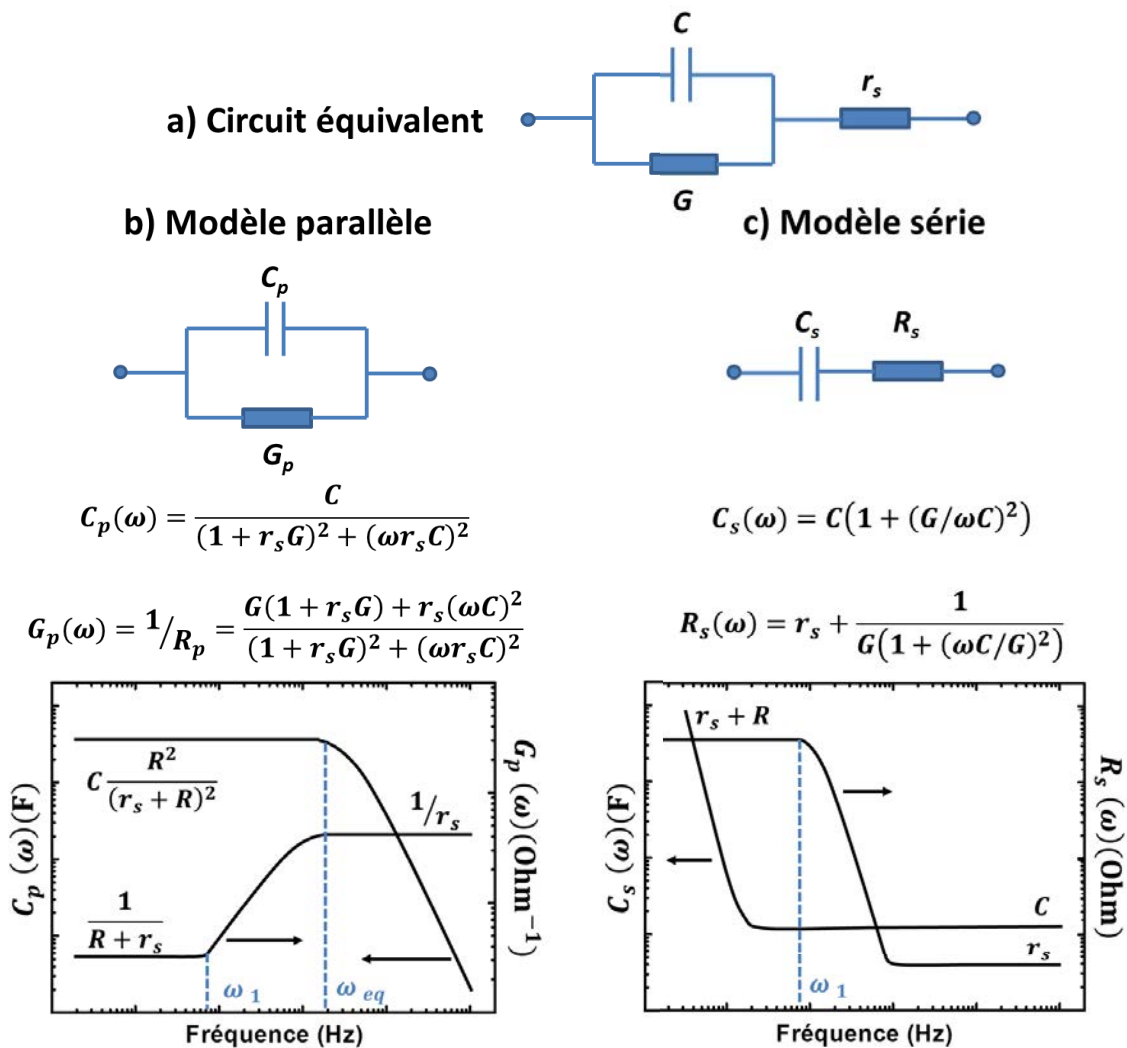 C
r_s
a) Circuit équivalent
G
b) Modèle parallèle
c) Modèle série
C_p
C_s R_s
G_p
C_p(ω) = C / ((1 + r_sG)² + (ωr_sC)²)
C_s(ω) = C(1 + (G/ωC)²)
G_p(ω) = 1/R_p = (G(1 + r_sG) + r_s(ωC)²) / ((1 + r_sG)² + (ωr_sC)²)
R_s(ω) = r_s + 1 / (G(1 + (ωC/G)²))
C_p (ω)(F)
C R² / (r_s + R)²
1/r_s
1 / (R + r_s)
ω_1
ω_eq
G_p (ω)(Ohm⁻¹)
Fréquence (Hz)
C_s (ω)(F)
r_s + R
C
r_s
ω_1
R_s (ω)(Ohm)
Fréquence (Hz)